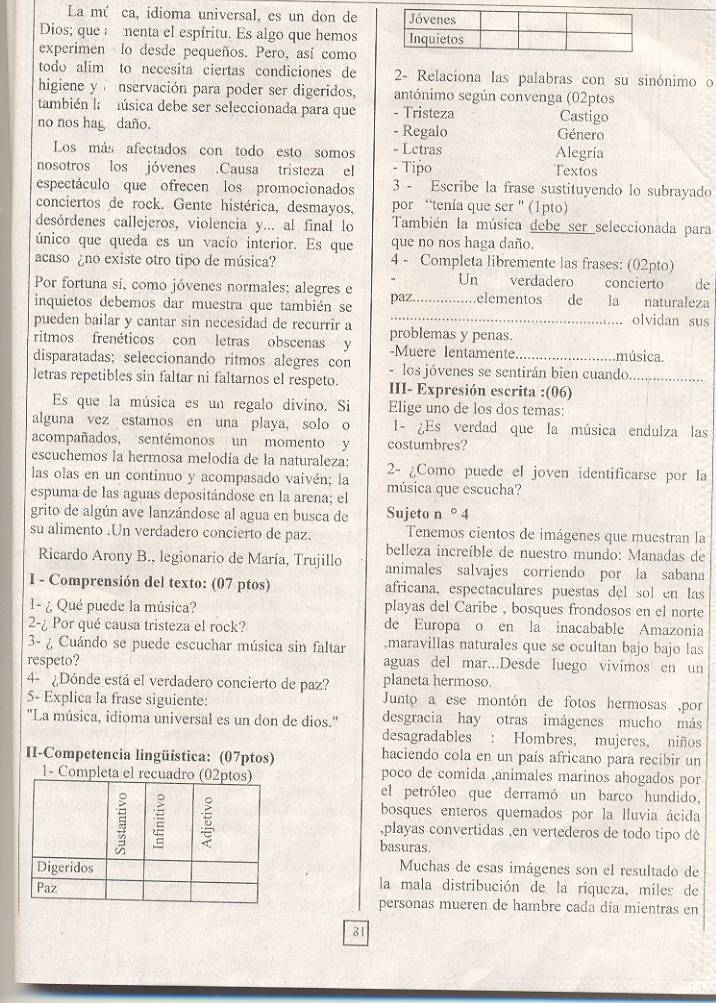 La mú ca, idioma universal, es un don de
Dios; que a menta el espíritu. Es algo que hemos
experimen lo desde pequeños. Pero, así como
todo alim to necesita ciertas condiciones de
higiene y nservación para poder ser digeridos,
también l úsica debe ser seleccionada para que
no nos hag daño.
Los más afectados con todo esto somos
nosotros los jóvenes .Causa tristeza el
espectáculo que ofrecen los promocionados
conciertos de rock. Gente histérica, desmayos,
desórdenes callejeros, violencia y... al final lo
único que queda es un vacío interior. Es que
acaso ¿no existe otro tipo de música?
Por fortuna sí, como jóvenes normales; alegres e
inquietos debemos dar muestra que también se
pueden bailar y cantar sin necesidad de recurrir a
ritmos frenéticos con letras obscenas y
disparatadas; seleccionando ritmos alegres con
letras repetibles sin faltar ni faltarnos el respeto.
Es que la música es un regalo divino. Si
alguna vez estamos en una playa, solo o
acompañados, sentémonos un momento y
escuchemos la hermosa melodía de la naturaleza:
las olas en un continuo y acompasado vaivén; la
espuma de las aguas depositándose en la arena; el
grito de algún ave lanzándose al agua en busca de
su alimento .Un verdadero concierto de paz.
Ricardo Arony B., legionario de María, Trujillo
I - Comprensión del texto: (07 ptos)
1- ¿ Qué puede la música?
2-¿ Por qué causa tristeza el rock?
3- ¿ Cuándo se puede escuchar música sin faltar
respeto?
4- ¿Dónde está el verdadero concierto de paz?
5- Explica la frase siguiente:
"La música, idioma universal es un don de dios."
II-Competencia lingüística: (07ptos)
1- Completa el recuadro (02ptos)
Sustantivo Infinitivo Adjetivo
Digeridos
Paz
Jóvenes
Inquietos
2- Relaciona las palabras con su sinónimo o
antónimo según convenga (02ptos
- Tristeza Castigo
- Regalo Género
- Letras Alegría
- Tipo Textos
3 - Escribe la frase sustituyendo lo subrayado
por "tenía que ser " (1pto)
También la música debe ser seleccionada para
que no nos haga daño.
4 - Completa libremente las frases: (02pto)
- Un verdadero concierto de
paz..............elementos de la naturaleza
................................................ olvidan sus
problemas y penas.
-Muere lentamente.......................música.
- los jóvenes se sentirán bien cuando.................
III- Expresión escrita :(06)
Elige uno de los dos temas:
1- ¿Es verdad que la música endulza las
costumbres?
2- ¿Como puede el joven identificarse por la
música que escucha?
Sujeto n ° 4
Tenemos cientos de imágenes que muestran la
belleza increíble de nuestro mundo: Manadas de
animales salvajes corriendo por la sabana
africana, espectaculares puestas del sol en las
playas del Caribe , bosques frondosos en el norte
de Europa o en la inacabable Amazonia
,maravillas naturales que se ocultan bajo bajo las
aguas del mar...Desde luego vivimos en un
planeta hermoso.
Junto a ese montón de fotos hermosas ,por
desgracia hay otras imágenes mucho más
desagradables : Hombres, mujeres, niños
haciendo cola en un país africano para recibir un
poco de comida ,animales marinos ahogados por
el petróleo que derramó un barco hundido,
bosques enteros quemados por la lluvia ácida
,playas convertidas ,en vertederos de todo tipo de
basuras.
Muchas de esas imágenes son el resultado de
la mala distribución de la riqueza, miles de
personas mueren de hambre cada día mientras en
81